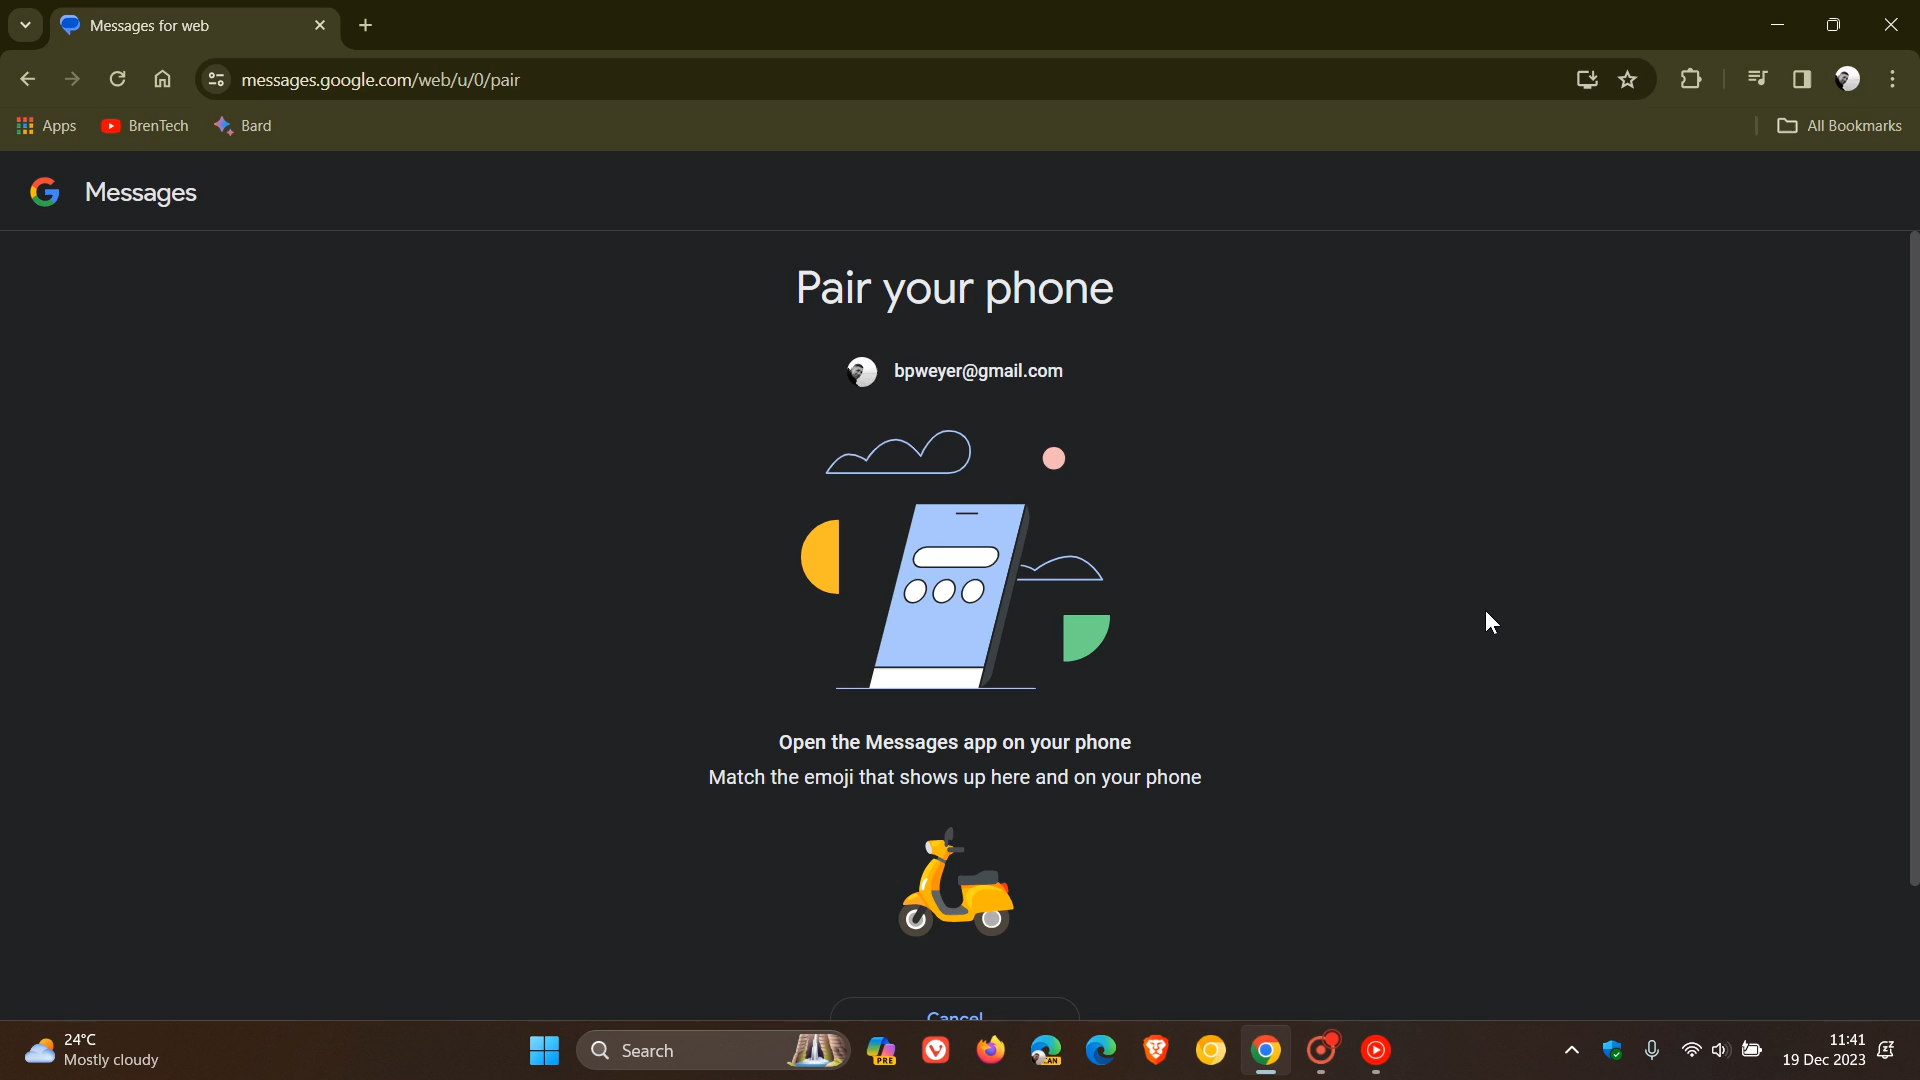 Messages for web
messages.google.com/web/u/0/pair
Apps
BrenTech
Bard
All Bookmarks
Messages
Pair your phone
bpweyer@gmail.com
Open the Messages app on your phone
Match the emoji that shows up here and on your phone
Cancel
24°C
Mostly cloudy
Search
PRE
CAN
11:41
19 Dec 2023